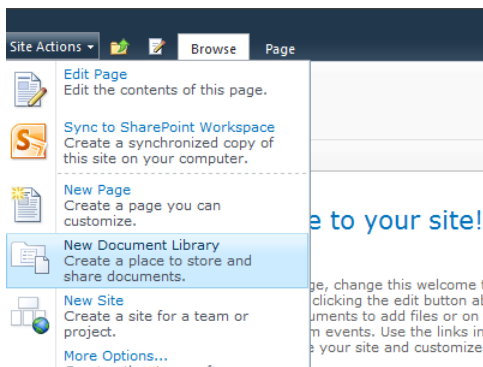 Site Actions Browse Page
Edit Page
Edit the contents of this page.
Sync to SharePoint Workspace
Create a synchronized copy of
this site on your computer.
New Page
Create a page you can
customize.
e to your site!
New Document Library
Create a place to store and
share documents.
ge, change this welcome
New Site
clicking the edit button
Create a site for a team or
uments to add files or on
project.
m events. Use the links in
More Options...
your site and customize